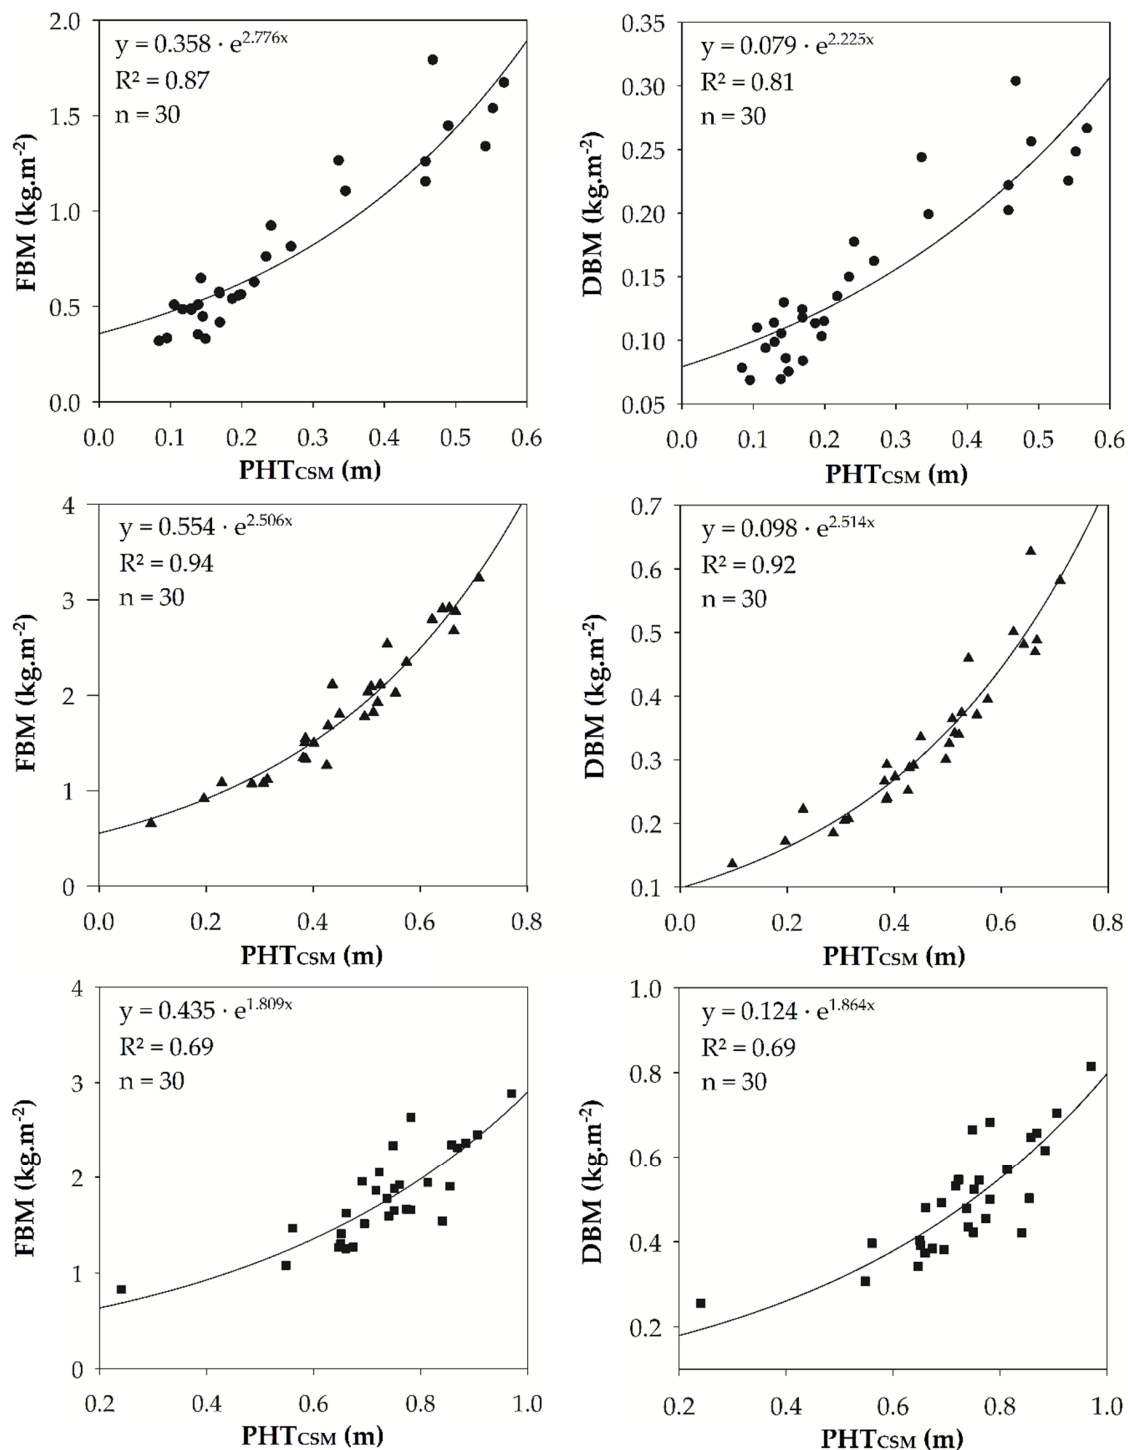 y = 0.358 · e^2.776x
R² = 0.87
n = 30
2.0
1.5
1.0
0.5
0.0
FBM (kg.m⁻²)
0.0 0.1 0.2 0.3 0.4 0.5 0.6
PHTCSM (m)
y = 0.079 · e^2.225x
R² = 0.81
n = 30
0.35
0.30
0.25
0.20
0.15
0.10
0.05
DBM (kg.m⁻²)
0.0 0.1 0.2 0.3 0.4 0.5 0.6
PHTCSM (m)
y = 0.554 · e^2.506x
R² = 0.94
n = 30
4
3
2
1
0
FBM (kg.m⁻²)
0.0 0.2 0.4 0.6 0.8
PHTCSM (m)
y = 0.098 · e^2.514x
R² = 0.92
n = 30
0.7
0.6
0.5
0.4
0.3
0.2
0.1
DBM (kg.m⁻²)
0.0 0.2 0.4 0.6 0.8
PHTCSM (m)
y = 0.435 · e^1.809x
R² = 0.69
n = 30
4
3
2
1
0
FBM (kg.m⁻²)
0.2 0.4 0.6 0.8 1.0
PHTCSM (m)
y = 0.124 · e^1.864x
R² = 0.69
n = 30
1.0
0.8
0.6
0.4
0.2
DBM (kg.m⁻²)
0.2 0.4 0.6 0.8 1.0
PHTCSM (m)